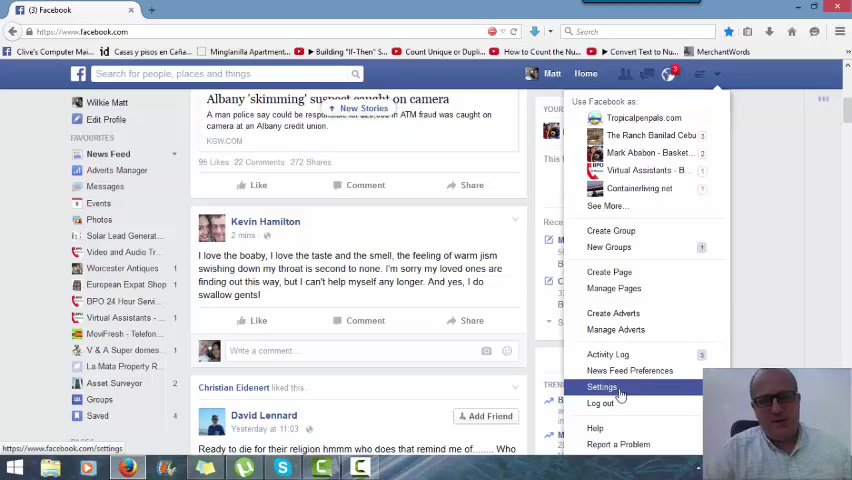 (3) Facebook
https://www.facebook.com
Search
Clive's Computer Mai...
Casas y pisos en Caña...
Minglanilla Apartment...
Building "If-Then" S...
Count Unique or Dupli...
How to Count the Nu...
Convert Text to Nu...
MerchantWords
Search for people, places and things
Matt
Home
3
Wilkie Matt
Edit Profile
FAVOURITES
News Feed
Adverts Manager
Messages
Events
Photos
Solar Lead Generat...
Video and Audio Tr...
Worcester Antiques 1
European Expat Shop 1
BPO 24 Hour Servi...
Virtual Assistants -... 1
MoviFresh - Telefon...
V & A Super domes... 1
La Mata Property R...
Asset Surveyor 1
Groups
Saved
https://www.facebook.com/settings
Albany 'skimming' suspect caught on camera
New Stories
A man police say could be responsible for
in ATM fraud was caught on
camera at an Albany credit union.
KGW.COM
95 Likes 22 Comments 272 Shares
Like Comment Share
Kevin Hamilton
2 mins
I love the boaby, I love the taste and the smell, the feeling of warm jism
swishing down my throat is second to none. I'm sorry my loved ones are
finding out this way, but I can't help myself any longer. And yes, I do
swallow gents!
Like Comment Share
Write a comment...
Christian Eidenert liked this.
David Lennard
Yesterday at 11:03
Add Friend
Ready to die for their religion hmmm who does that remind me of........ Who
YOUR
This
Rece
TREN
Use Facebook as:
Tropicalpenpals.com
The Ranch Banilad Cebu 3
Mark Ababon - Basket... 2
Virtual Assistants - B... 1
Containerliving.net 1
See More...
Create Group
New Groups 1
Create Page
Manage Pages
Create Adverts
Manage Adverts
Activity Log 3
News Feed Preferences
Settings
Log out
Help
Report a Problem